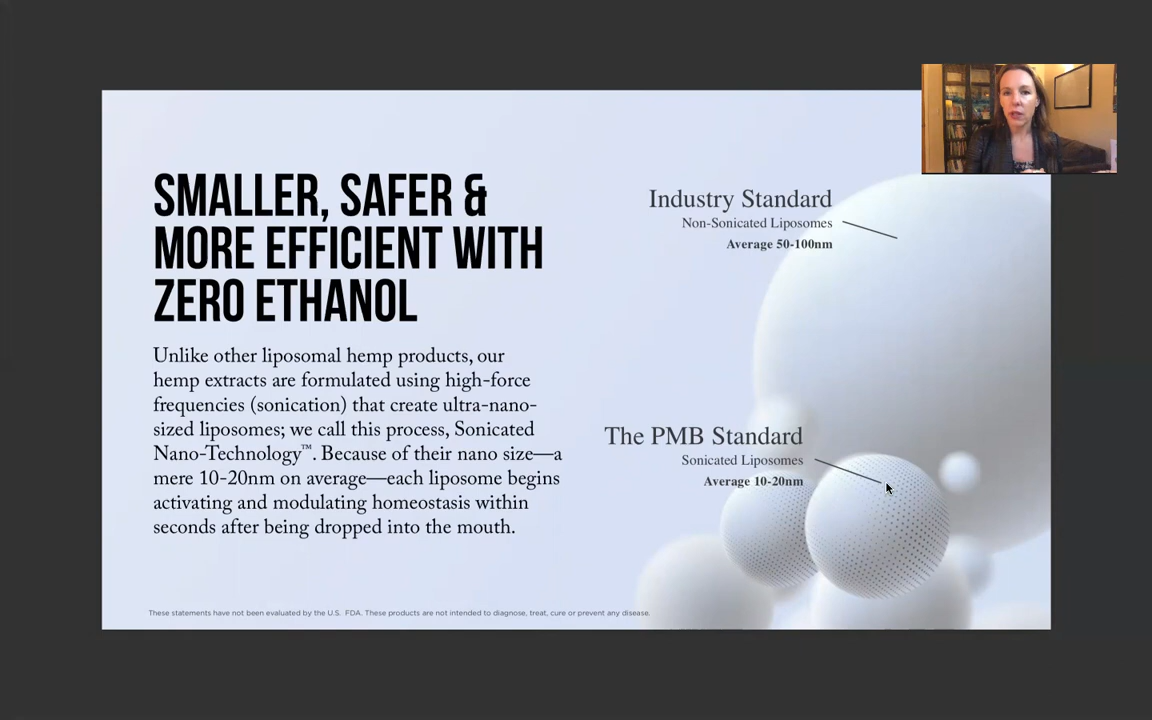 SMALLER, SAFER &
MORE EFFICIENT WITH
ZERO ETHANOL
Unlike other liposomal hemp products, our
hemp extracts are formulated using high-force
frequencies (sonication) that create ultra-nano-
sized liposomes; we call this process, Sonicated
Nano-Technology™. Because of their nano size—a
mere 10-20nm on average—each liposome begins
activating and modulating homeostasis within
seconds after being dropped into the mouth.
Industry Standard
Non-Sonicated Liposomes
Average 50-100nm
The PMB Standard
Sonicated Liposomes
Average 10-20nm
These statements have not been evaluated by the U.S. FDA. These products are not intended to diagnose, treat, cure or prevent any disease.